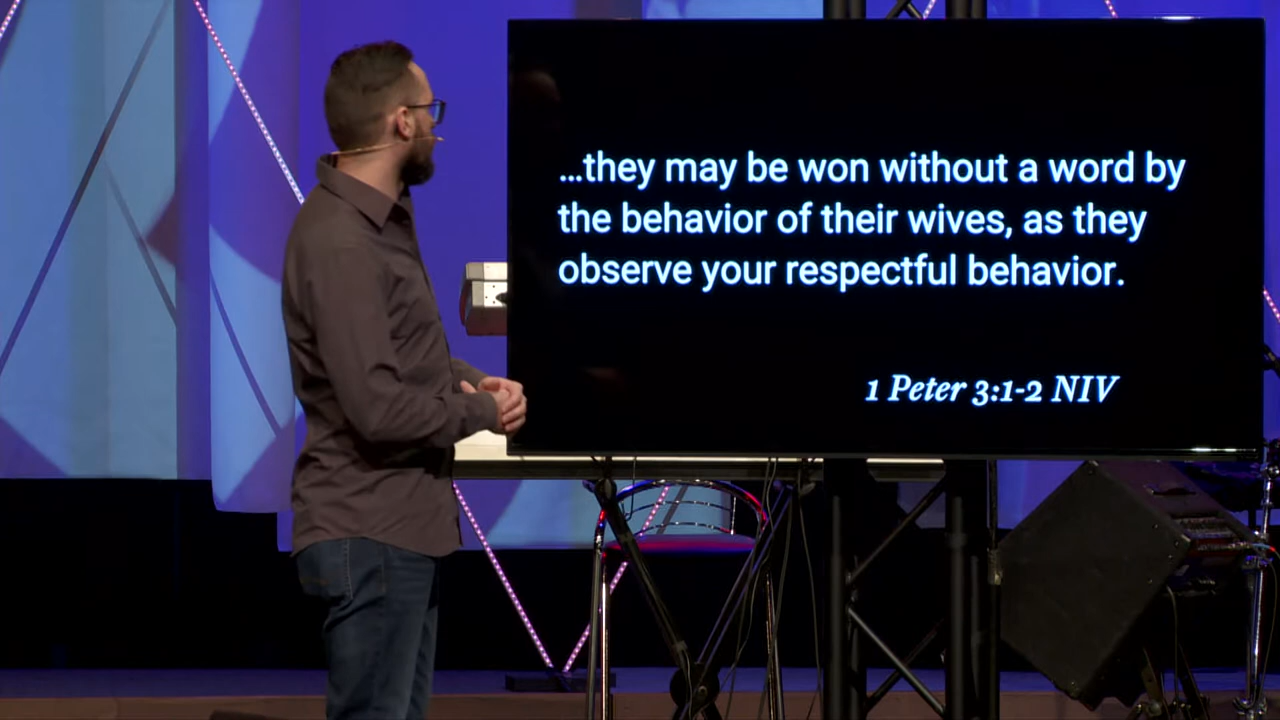 ...they may be won without a word by
the behavior of their wives, as they
observe your respectful behavior.
1 Peter 3:1-2 NIV